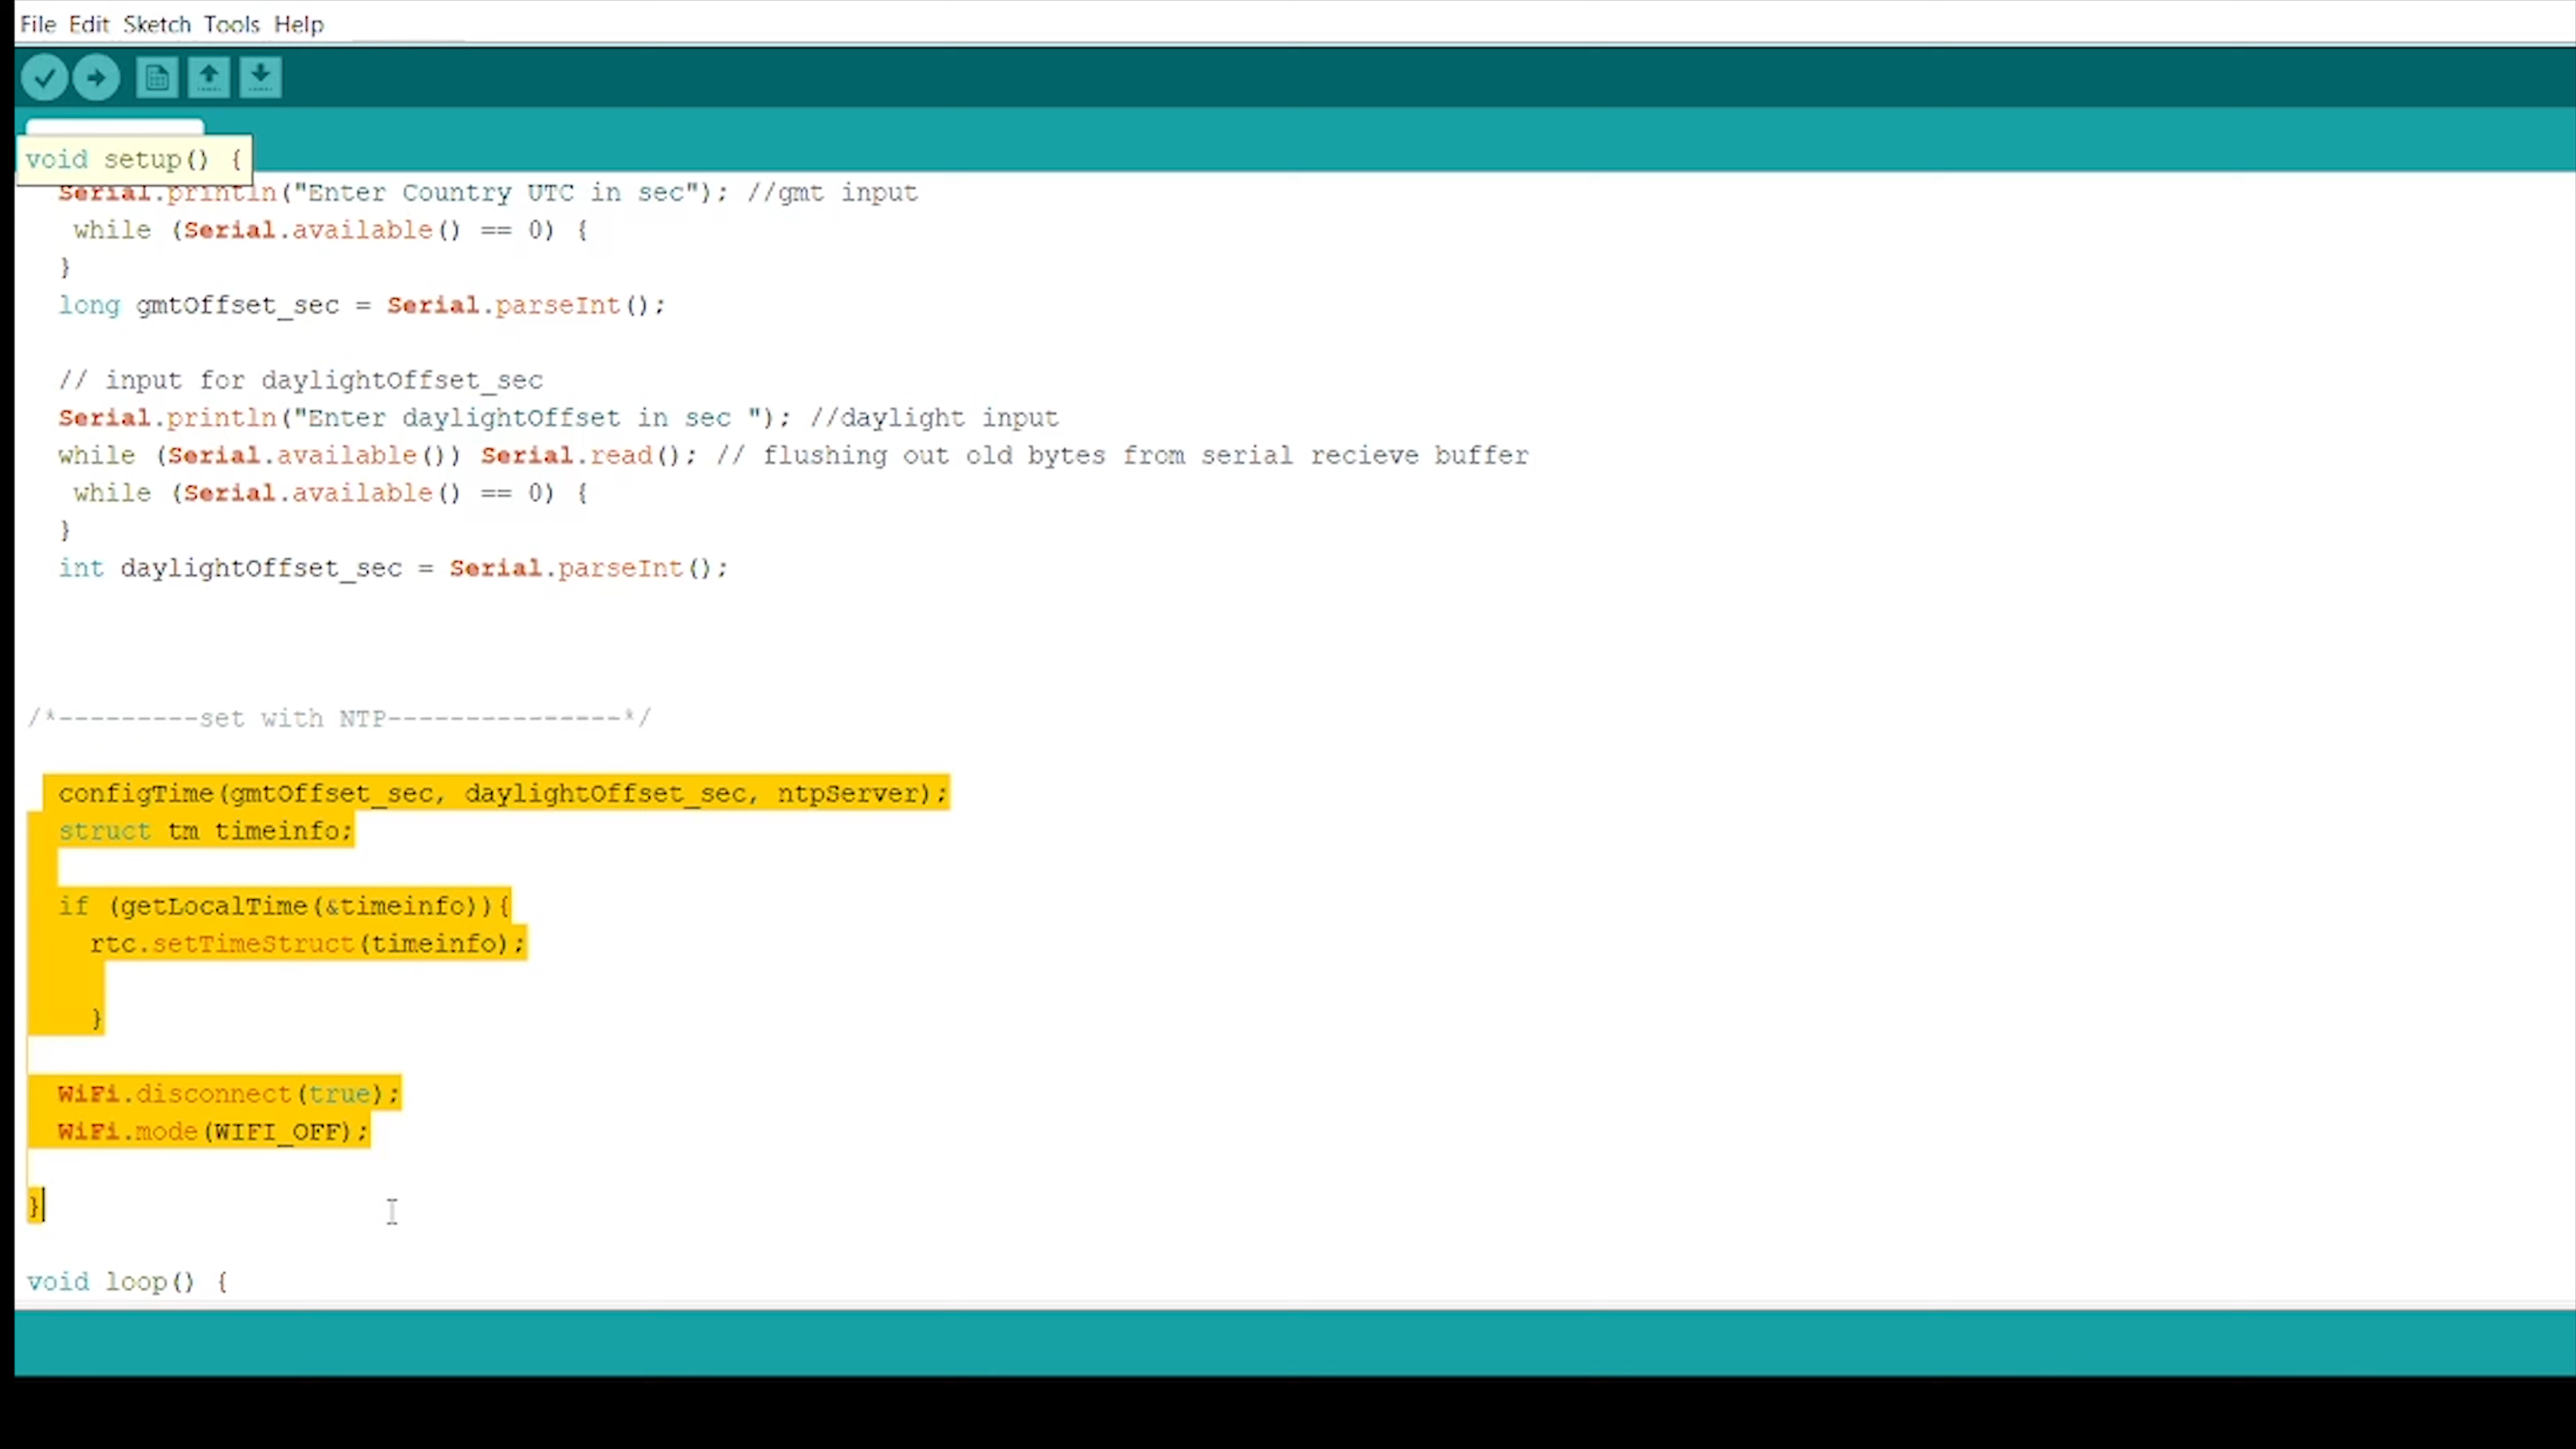 File Edit Sketch Tools Help
void setup() {
Serial.println("Enter Country UTC in sec"); //gmt input
while (Serial.available() == 0) {
}
long gmtOffset_sec = Serial.parseInt();
// input for daylightOffset_sec
Serial.println("Enter daylightOffset in sec "); //daylight input
while (Serial.available()) Serial.read(); // flushing out old bytes from serial recieve buffer
while (Serial.available() == 0) {
}
int daylightOffset_sec = Serial.parseInt();
/*---------set with NTP---------------*/
configTime(gmtOffset_sec, daylightOffset_sec, ntpServer);
struct tm timeinfo;
if (getLocalTime(&timeinfo)){
rtc.setTimeStruct(timeinfo);
}
WiFi.disconnect(true);
WiFi.mode(WIFI_OFF);
}
void loop() {